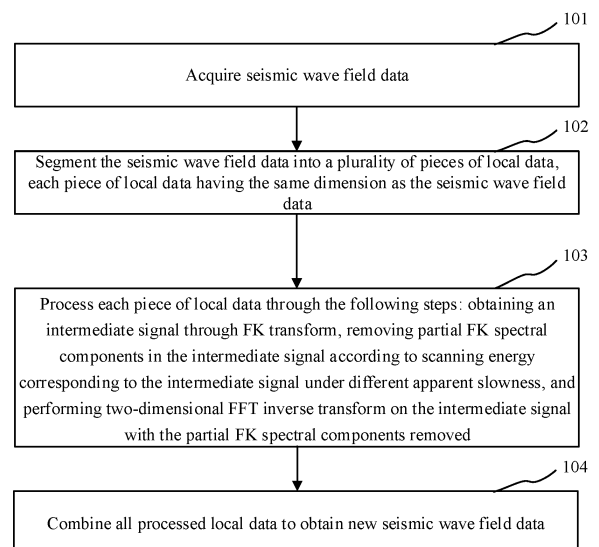 101
Acquire seismic wave field data
102
Segment the seismic wave field data into a plurality of pieces of local data,
each piece of local data having the same dimension as the seismic wave field
data
103
Process each piece of local data through the following steps: obtaining an
intermediate signal through FK transform, removing partial FK spectral
components in the intermediate signal according to scanning energy
corresponding to the intermediate signal under different apparent slowness, and
performing two-dimensional FFT inverse transform on the intermediate signal
with the partial FK spectral components removed
104
Combine all processed local data to obtain new seismic wave field data